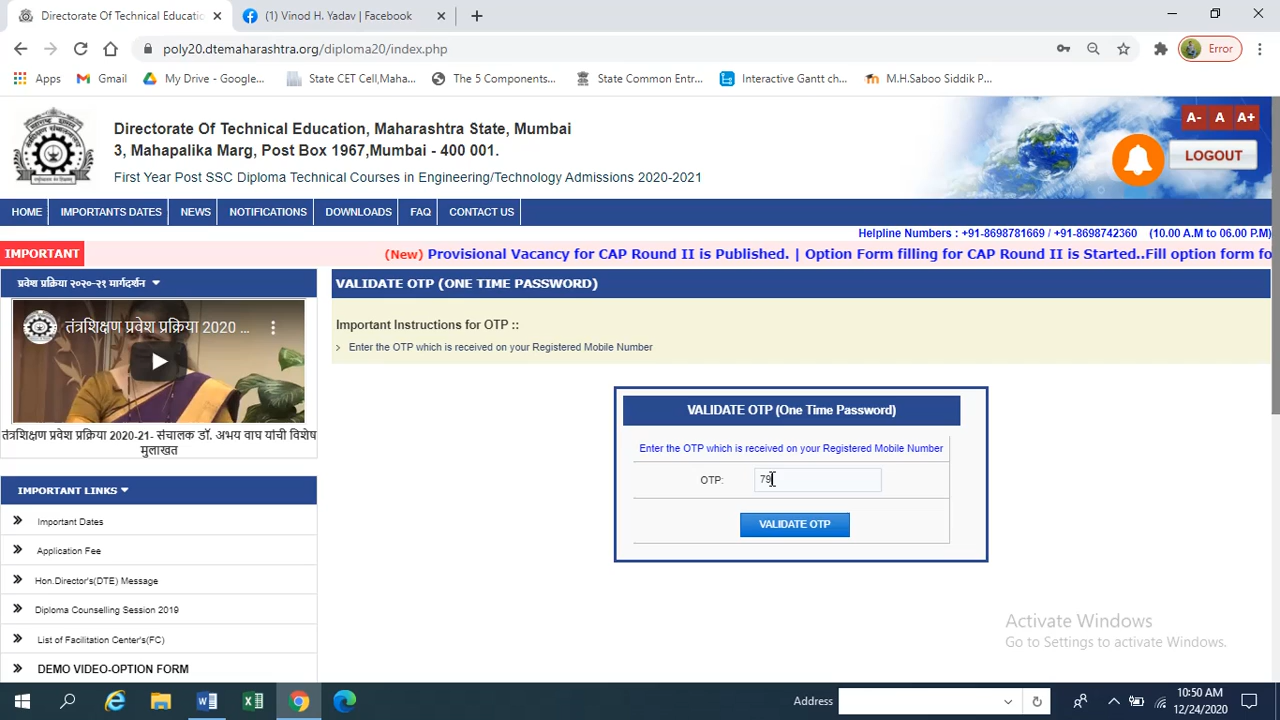 Directorate Of Technical Educatio
(1) Vinod H. Yadav | Facebook
poly20.dtemaharashtra.org/diploma20/index.php
Error
Apps
Gmail
My Drive - Google...
State CET Cell,Maha...
The 5 Components...
State Common Entr...
Interactive Gantt ch...
M.H.Saboo Siddik P...
Directorate Of Technical Education, Maharashtra State, Mumbai
3, Mahapalika Marg, Post Box 1967,Mumbai - 400 001.
First Year Post SSC Diploma Technical Courses in Engineering/Technology Admissions 2020-2021
A- A A+
LOGOUT
HOME
IMPORTANTS DATES
NEWS
NOTIFICATIONS
DOWNLOADS
FAQ
CONTACT US
Helpline Numbers : +91-8698781669 / +91-8698742360 (10.00 A.M to 06.00 P.M)
IMPORTANT
(New) Provisional Vacancy for CAP Round II is Published. | Option Form filling for CAP Round II is Started..Fill option form fo
प्रवेश प्रक्रिया २०२०-२१ मार्गदर्शन
तंत्रशिक्षण प्रवेश प्रक्रिया 2020 ...
तंत्रशिक्षण प्रवेश प्रक्रिया 2020-21- संचालक डॉ. अभय वाघ यांची विशेष
मुलाखत
IMPORTANT LINKS
Important Dates
Application Fee
Hon.Director's(DTE) Message
Diploma Counselling Session 2019
List of Facilitation Center's(FC)
DEMO VIDEO-OPTION FORM
VALIDATE OTP (ONE TIME PASSWORD)
Important Instructions for OTP ::
Enter the OTP which is received on your Registered Mobile Number
VALIDATE OTP (One Time Password)
Enter the OTP which is received on your Registered Mobile Number
OTP: 79
VALIDATE OTP
Activate Windows
Go to Settings to activate Windows.
Address
10:50 AM
12/24/2020